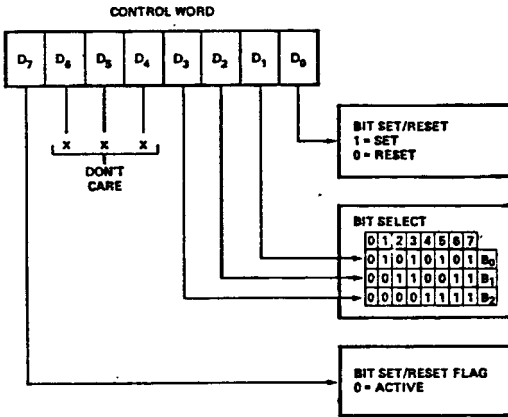 CONTROL WORD
D7 D6 D5 D4 D3 D2 D1 D0
X X X
DON'T
CARE
BIT SET/RESET
1 = SET
0 = RESET
BIT SELECT
0 1 2 3 4 5 6 7
0 1 0 1 0 1 0 1 B0
0 0 1 1 0 0 1 1 B1
0 0 0 0 1 1 1 1 B2
BIT SET/RESET FLAG
0 = ACTIVE